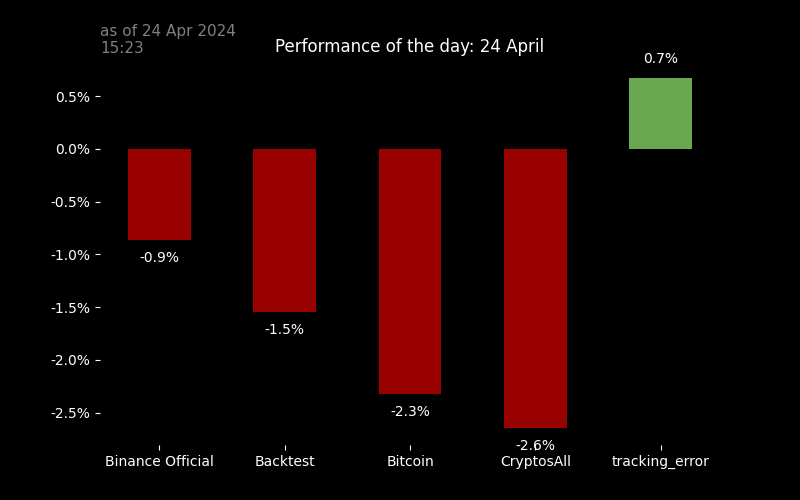 as of 24 Apr 2024
15:23
Performance of the day: 24 April
0.7%
0.5%
0.0%
-0.5%
-1.0%
-1.5%
-2.0%
-2.5%
-0.9%
-1.5%
-2.3%
-2.6%
Binance Official
Backtest
Bitcoin
CryptosAll
tracking_error